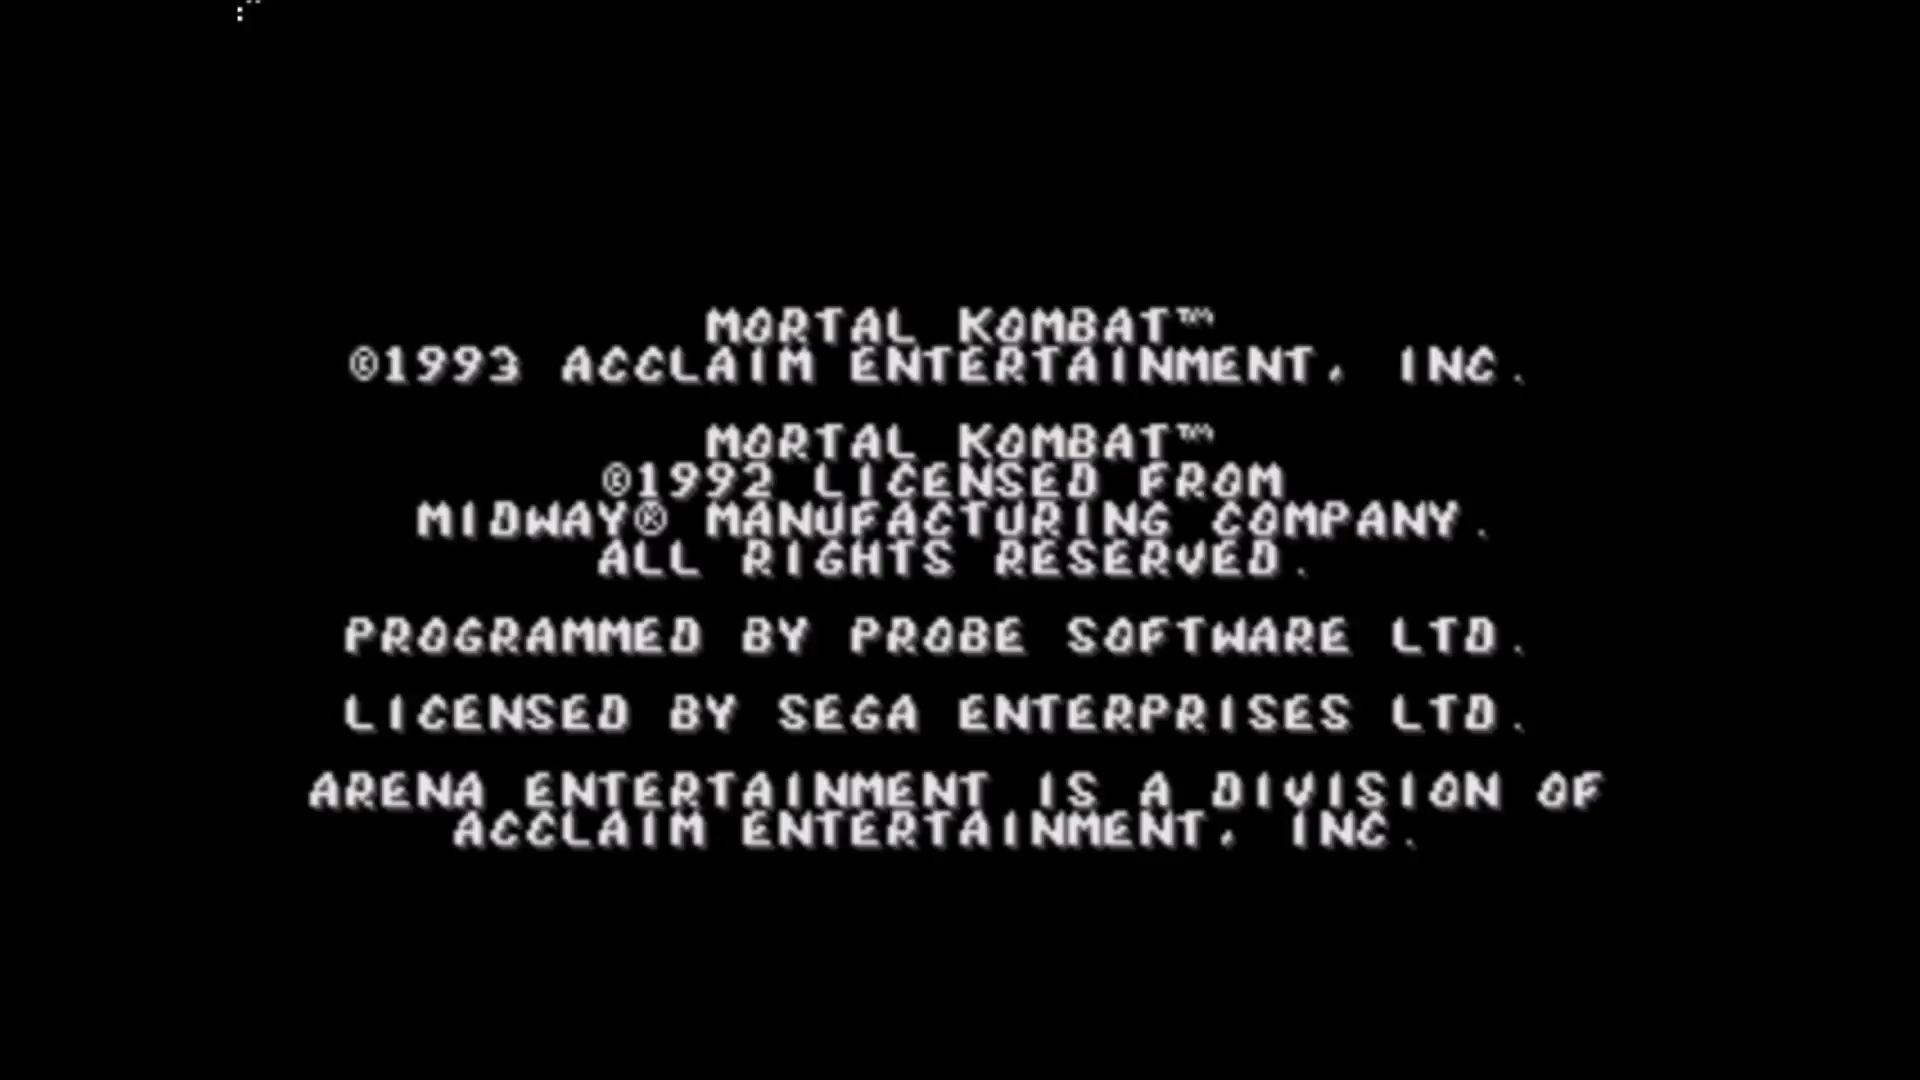 MORTAL KOMBAT™
©1993 ACCLAIM ENTERTAINMENT, INC.
MORTAL KOMBAT™
©1992 LICENSED FROM
MIDWAY® MANUFACTURING COMPANY.
ALL RIGHTS RESERVED.
PROGRAMMED BY PROBE SOFTWARE LTD.
LICENSED BY SEGA ENTERPRISES LTD.
ARENA ENTERTAINMENT IS A DIVISION OF
ACCLAIM ENTERTAINMENT, INC.